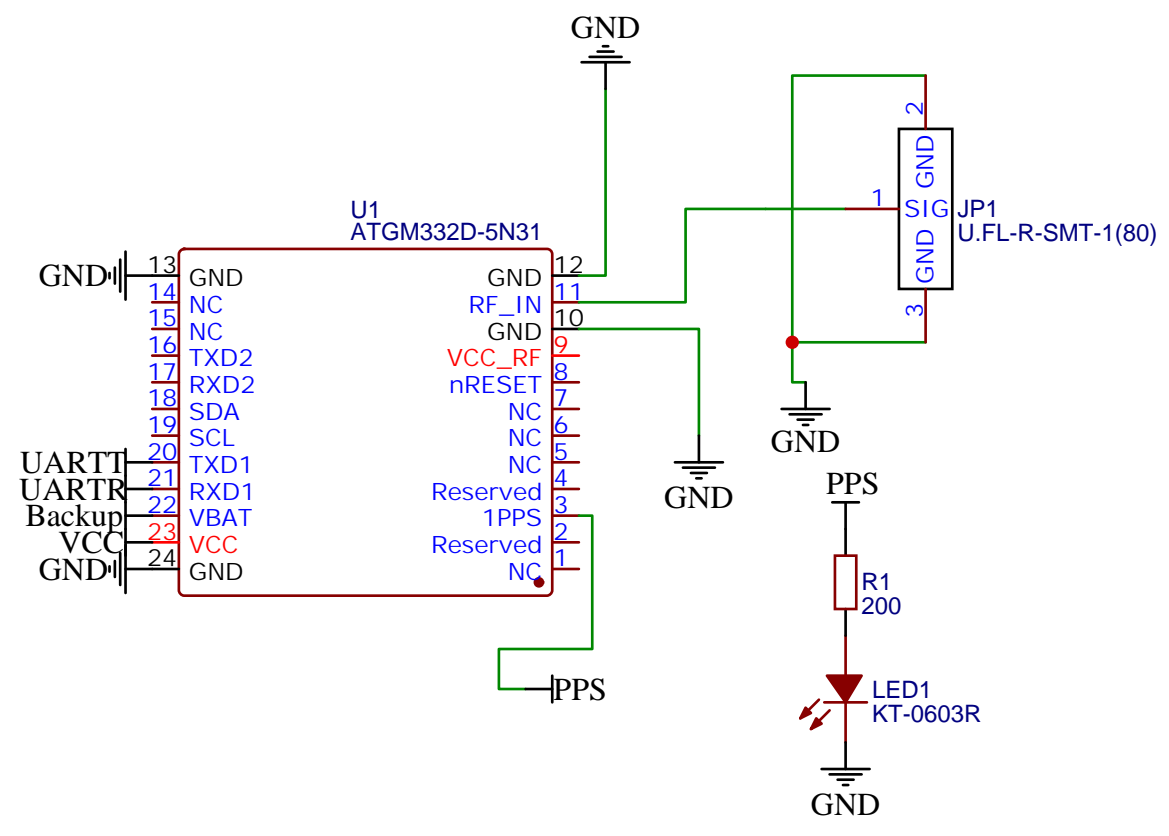 GND
U1
ATGM332D-5N31
GND 13 GND
14 NC
15 NC
16 TXD2
17 RXD2
18 SDA
19 SCL
UARTT 20 TXD1
UARTR 21 RXD1
Backup 22 VBAT
VCC 23 VCC
GND 24 GND
GND 12
RF_IN 11
GND 10
VCC_RF 9
nRESET 8
NC 7
NC 6
NC 5
Reserved 4
1PPS 3
Reserved 2
NC 1
GND
PPS
2
GND
1 SIG JP1
U.FL-R-SMT-1(80)
GND
3
GND
PPS
R1
200
LED1
KT-0603R
GND